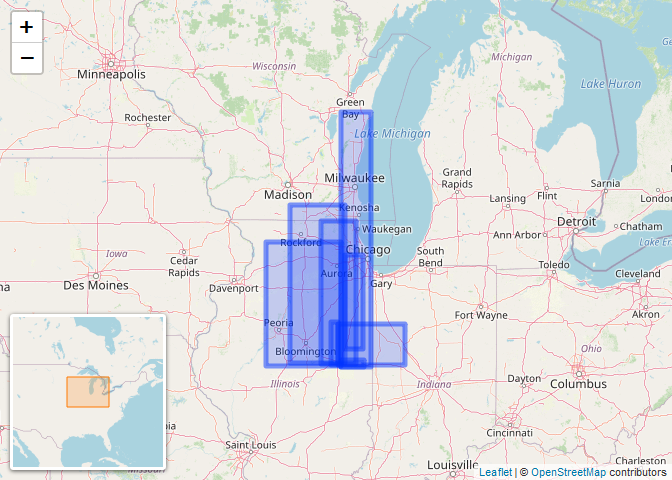 +
−
Minneapolis
Wisconsin
Michigan
Rochester
Green
Bay
Lake Huron
Lake Michigan
Milwaukee
Madison
Grand
Rapids
Sarnia
London
Lansing
Flint
Kenosha
Waukegan
Detroit
Chatham
Ann Arbor
Rockford
Chicago
South
Bend
Iowa
Cedar
Rapids
Lake Er
Toledo
Cleveland
Aurora
Gary
Des Moines
Davenport
Akron
Fort Wayne
Peoria
Bloomington
Ohio
Illinois
Indiana
Dayton
Columbus
Cincinnati
Saint Louis
Missouri
Louisville
Charleston
Leaflet | © OpenStreetMap contributors